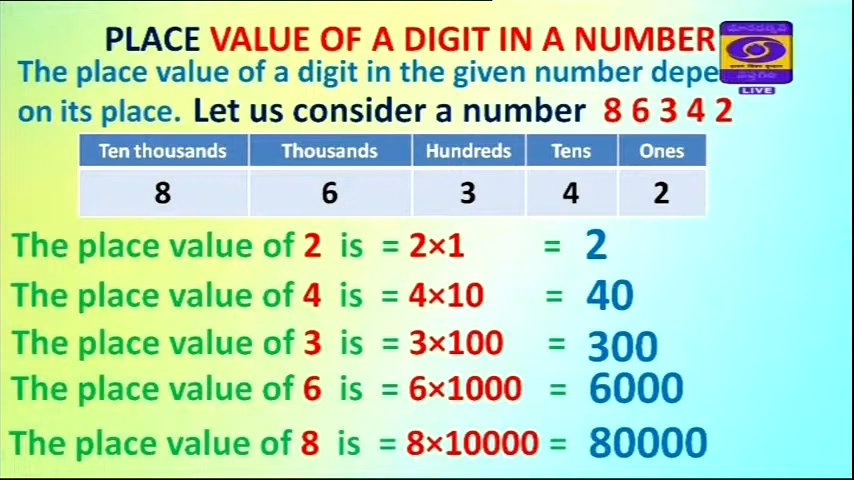 PLACE VALUE OF A DIGIT IN A NUMBER
The place value of a digit in the given number depe
on its place. Let us consider a number 8 6 3 4 2
LIVE
Ten thousands Thousands Hundreds Tens Ones
8 6 3 4 2
The place value of 2 is = 2×1 = 2
The place value of 4 is = 4×10 = 40
The place value of 3 is = 3×100 = 300
The place value of 6 is = 6×1000 = 6000
The place value of 8 is = 8×10000 = 80000